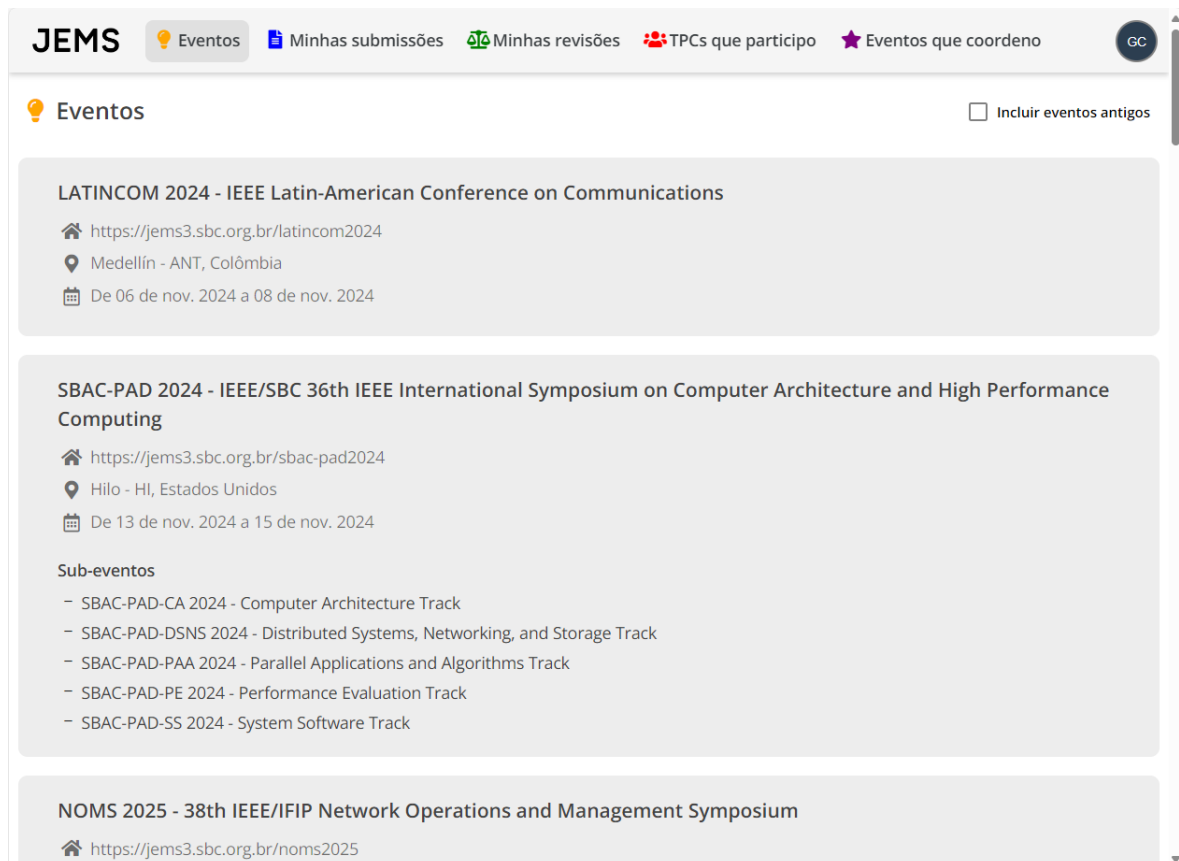 JEMS Eventos Minhas submissões Minhas revisões TPCs que participo Eventos que coordeno GC
Eventos Incluir eventos antigos
LATINCOM 2024 - IEEE Latin-American Conference on Communications
https://jems3.sbc.org.br/latincom2024
Medellín - ANT, Colômbia
De 06 de nov. 2024 a 08 de nov. 2024
SBAC-PAD 2024 - IEEE/SBC 36th IEEE International Symposium on Computer Architecture and High Performance
Computing
https://jems3.sbc.org.br/sbac-pad2024
Hilo - HI, Estados Unidos
De 13 de nov. 2024 a 15 de nov. 2024
Sub-eventos
– SBAC-PAD-CA 2024 - Computer Architecture Track
– SBAC-PAD-DSNS 2024 - Distributed Systems, Networking, and Storage Track
– SBAC-PAD-PAA 2024 - Parallel Applications and Algorithms Track
– SBAC-PAD-PE 2024 - Performance Evaluation Track
– SBAC-PAD-SS 2024 - System Software Track
NOMS 2025 - 38th IEEE/IFIP Network Operations and Management Symposium
https://jems3.sbc.org.br/noms2025